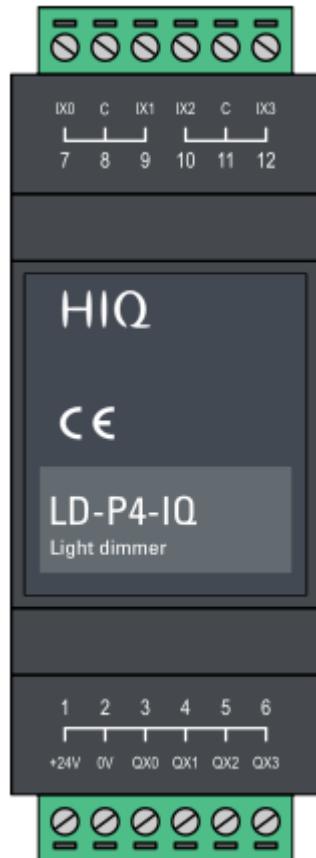 IX0 C IX1 IX2 C IX3
7 8 9 10 11 12
HIQ
CE
LD-P4-IQ
Light dimmer
1 2 3 4 5 6
+24V 0V QX0 QX1 QX2 QX3